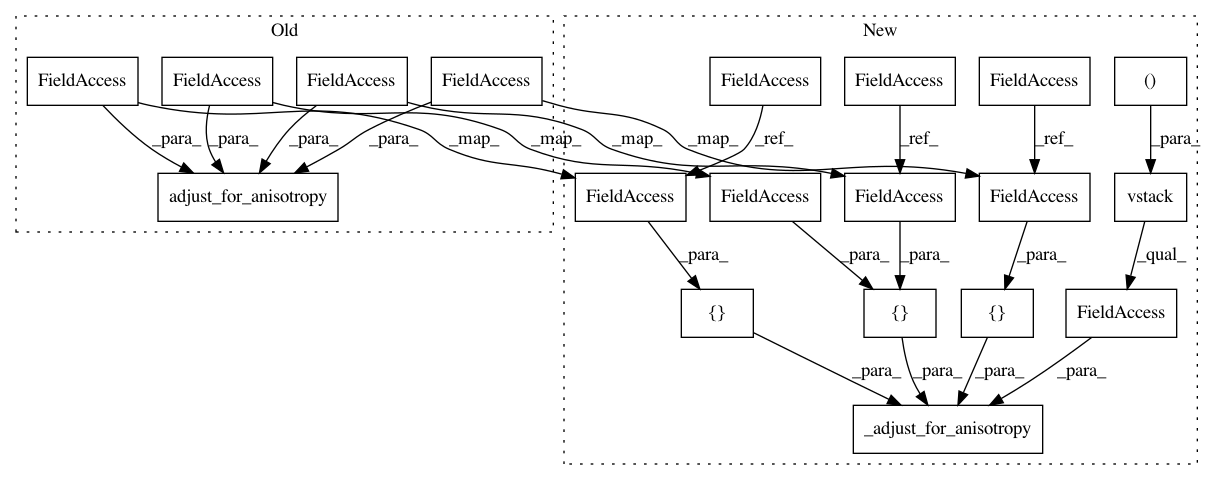 Old
New
FieldAccess FieldAccess FieldAccess FieldAccess FieldAccess FieldAccess FieldAccess ()
_para_ _para_ _para_ _para_ _map_ _map_ _map_ _map_ _ref_ _ref_ _ref_ _para_
adjust_for_anisotropy FieldAccess FieldAccess FieldAccess FieldAccess vstack
_para_ _para_ _para_ _para_ _qual_
{} {} {} FieldAccess
_para_ _para_ _para_ _para_
_adjust_for_anisotropy